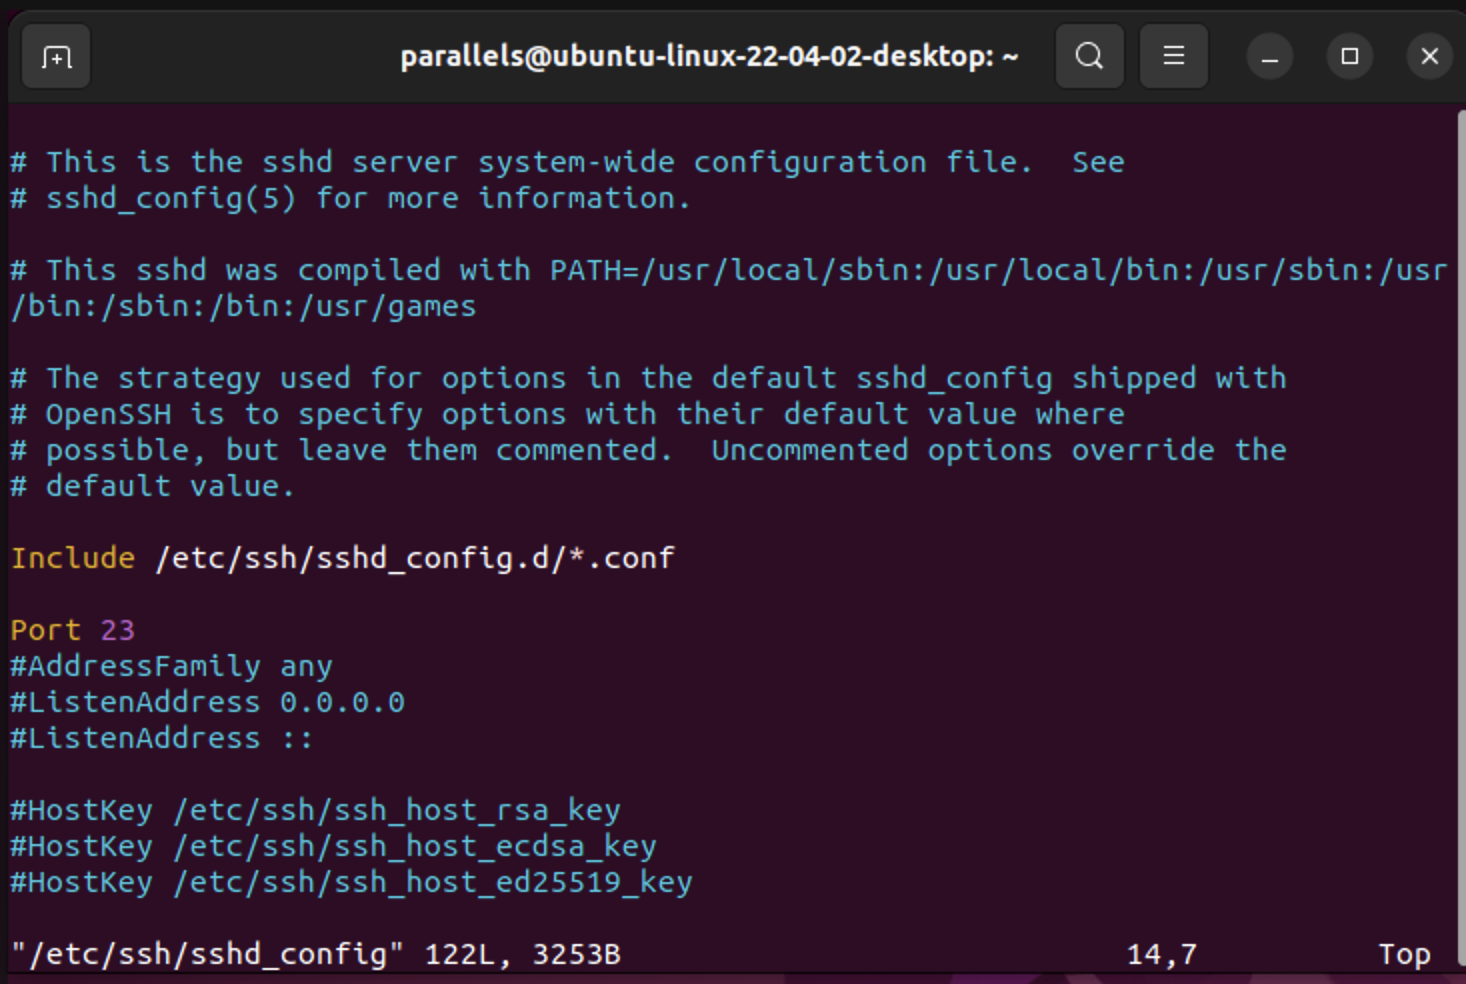 parallels@ubuntu-linux-22-04-02-desktop: ~
# This is the sshd server system-wide configuration file.  See
# sshd_config(5) for more information.
# This sshd was compiled with PATH=/usr/local/sbin:/usr/local/bin:/usr/sbin:/usr
/bin:/sbin:/bin:/usr/games
# The strategy used for options in the default sshd_config shipped with
# OpenSSH is to specify options with their default value where
# possible, but leave them commented.  Uncommented options override the
# default value.
Include /etc/ssh/sshd_config.d/*.conf
Port 23
#AddressFamily any
#ListenAddress 0.0.0.0
#ListenAddress ::
#HostKey /etc/ssh/ssh_host_rsa_key
#HostKey /etc/ssh/ssh_host_ecdsa_key
#HostKey /etc/ssh/ssh_host_ed25519_key
"/etc/ssh/sshd_config" 122L, 3253B 14,7 Top